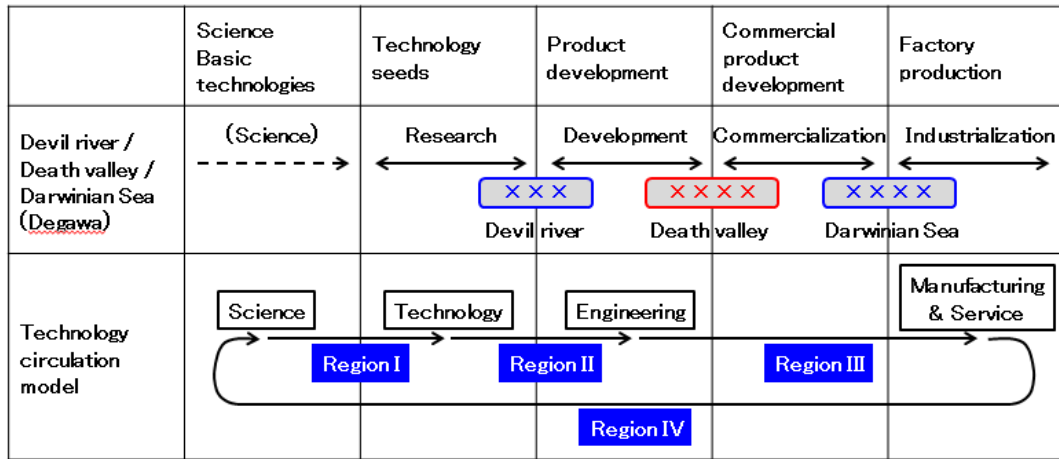 Science
Basic
technologies
Technology
seeds
Product
development
Commercial
product
development
Factory
production
Devil river /
Death valley /
Darwinian Sea
(Degawa)
(Science)
Research
Development
Commercialization
Industrialization
× × ×
× × × ×
× × × ×
Devil river
Death valley
Darwinian Sea
Technology
circulation
model
Science
Technology
Engineering
Manufacturing
& Service
Region I
Region II
Region III
Region IV